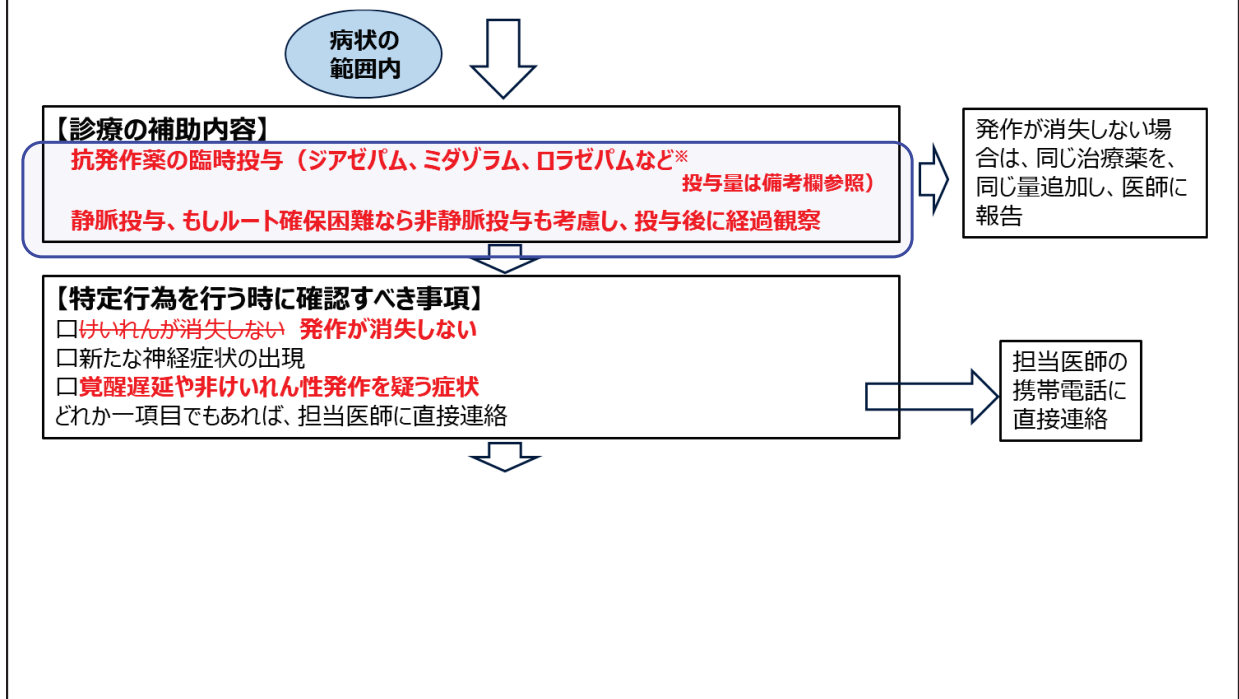 病状の
範囲内
【診療の補助内容】
抗発作薬の臨時投与（ジアゼパム、ミダゾラム、ロラゼパムなど※
投与量は備考欄参照）
静脈投与、もしルート確保困難なら非静脈投与も考慮し、投与後に経過観察
発作が消失しない場
合は、同じ治療薬を、
同じ量追加し、医師に
報告
【特定行為を行う時に確認すべき事項】
□けいれんが消失しない 発作が消失しない
□新たな神経症状の出現
□覚醒遅延や非けいれん性発作を疑う症状
どれか一項目でもあれば、担当医師に直接連絡
担当医師の
携帯電話に
直接連絡